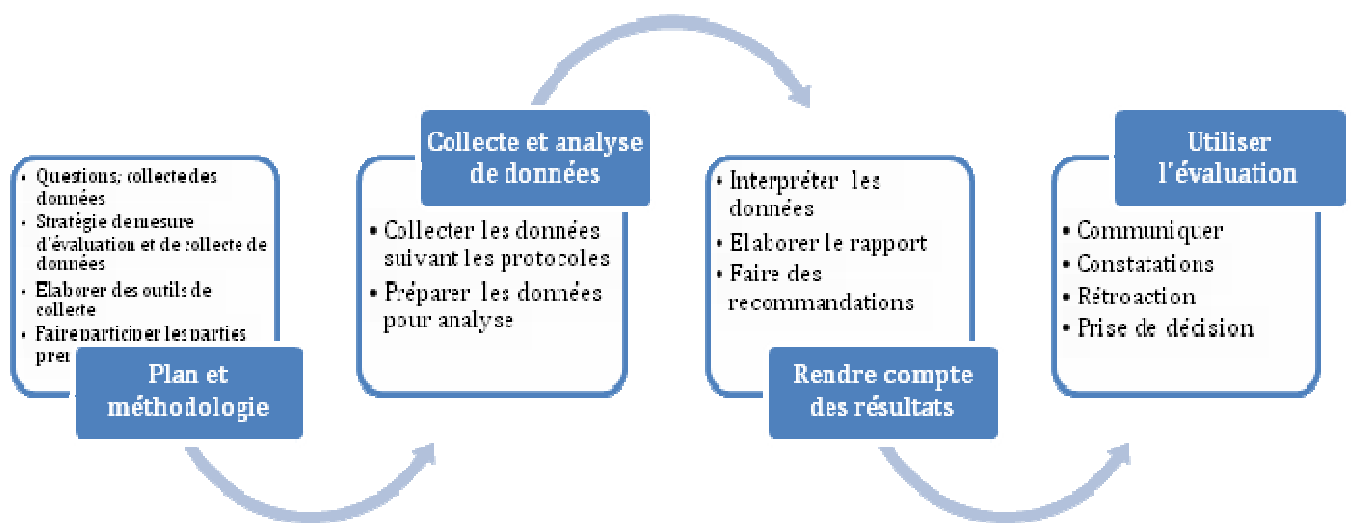 • Questions, collecte des
données
• Stratégie de mesure
d'évaluation et de collecte de
données
• Elaborer des outils de
collecte
• Faire participer les parties
Plan et
méthodologie
Collecte et analyse
de données
• Collecter les données
suivant les protocoles
• Préparer les données
pour analyse
• Interpréter les
données
• Elaborer le rapport
• Faire des
recommandations
Rendre compte
des résultats
Utiliser
l'évaluation
• Communiquer
• Constatations
• Rétroaction
• Prise de décision